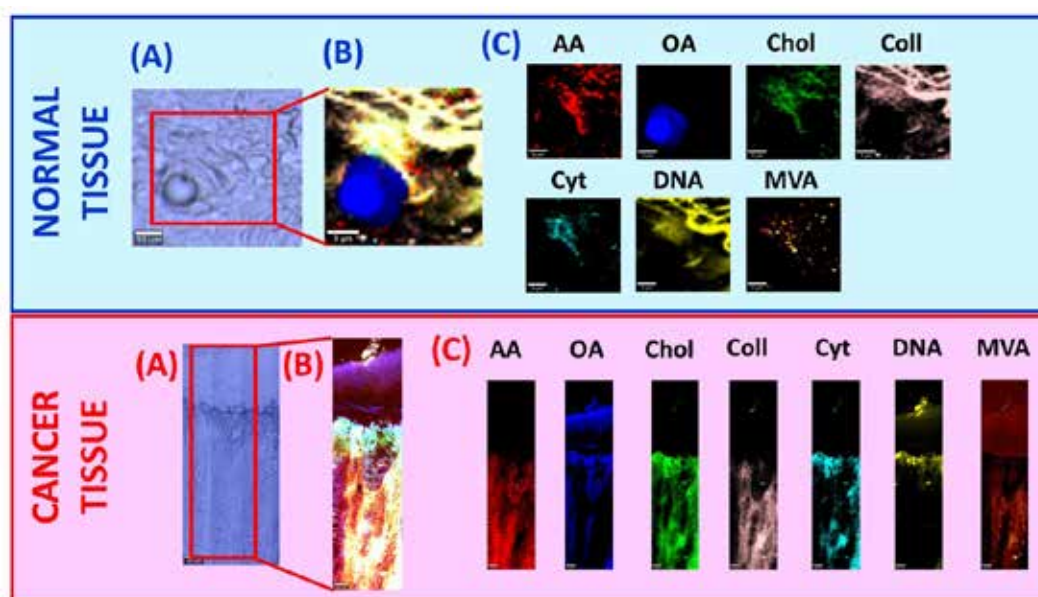 NORMAL
TISSUE
(A)
(B)
(C)
AA
OA
Chol
Coll
Cyt
DNA
MVA
CANCER
TISSUE
(A)
(B)
(C)
AA
OA
Chol
Coll
Cyt
DNA
MVA